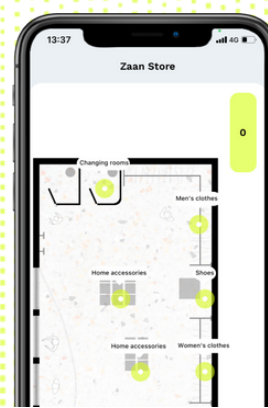 13:37
4G
Zaan Store
0
Changing rooms
Men's clothes
Home accessories
Shoes
Home accessories
Women's clothes